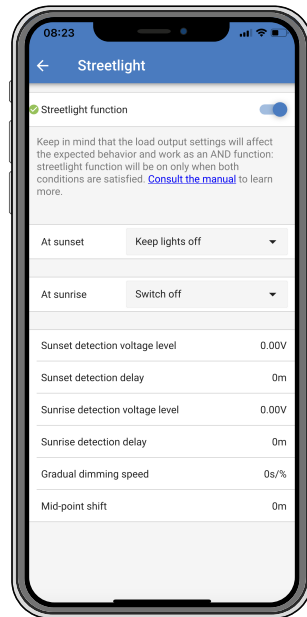 08:23
Streetlight
Streetlight function
Keep in mind that the load output settings will affect
the expected behavior and work as an AND function:
streetlight function will be on only when both
conditions are satisfied. Consult the manual to learn
more.
At sunset Keep lights off
At sunrise Switch off
Sunset detection voltage level 0.00V
Sunset detection delay 0m
Sunrise detection voltage level 0.00V
Sunrise detection delay 0m
Gradual dimming speed 0s/%
Mid-point shift 0m